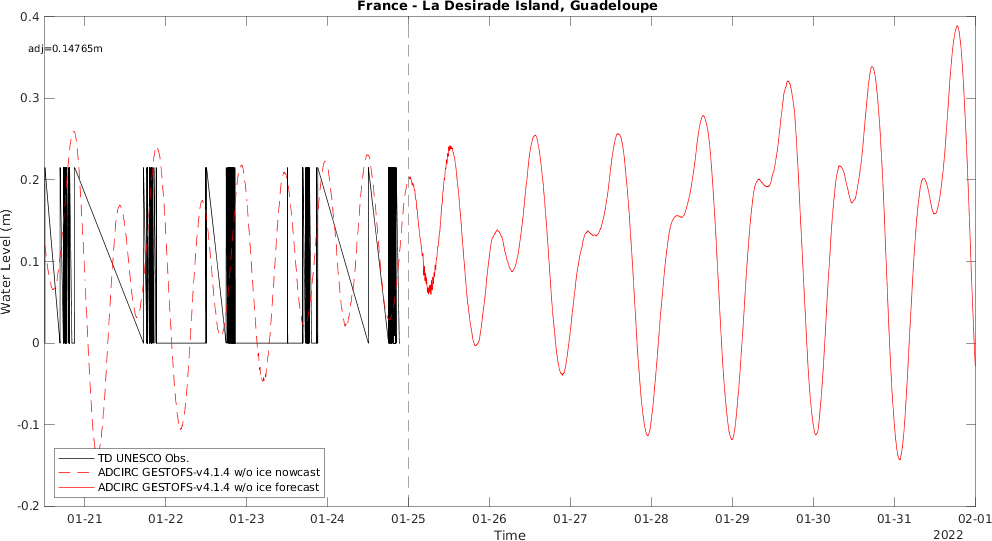 France - La Desirade Island, Guadeloupe
adj=0.14765m
Water Level (m)
0.4
0.3
0.2
0.1
0
-0.1
-0.2
TD UNESCO Obs.
ADCIRC GESTOFS-v4.1.4 w/o ice nowcast
ADCIRC GESTOFS-v4.1.4 w/o ice forecast
01-21 01-22 01-23 01-24 01-25 01-26 01-27 01-28 01-29 01-30 01-31 02-01
Time
2022